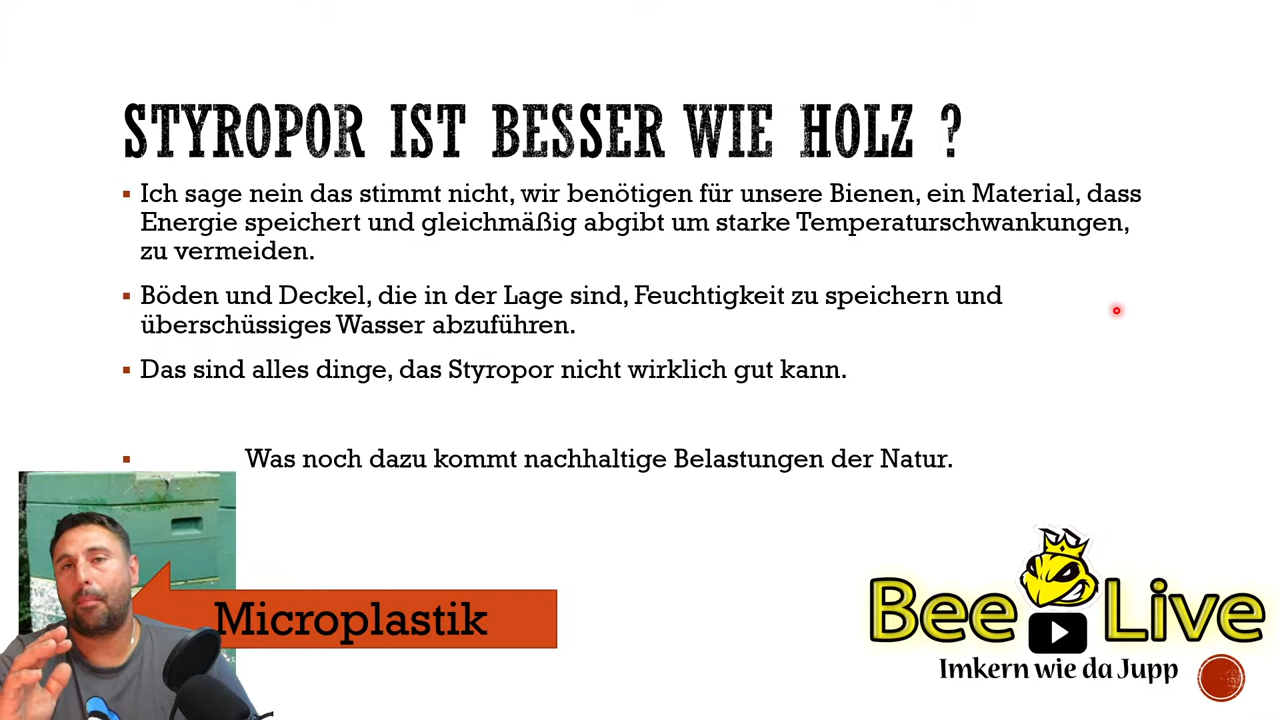 STYROPOR IST BESSER WIE HOLZ ?
Ich sage nein das stimmt nicht, wir benötigen für unsere Bienen, ein Material, dass
Energie speichert und gleichmäßig abgibt um starke Temperaturschwankungen,
zu vermeiden.
Böden und Deckel, die in der Lage sind, Feuchtigkeit zu speichern und
überschüssiges Wasser abzuführen.
Das sind alles dinge, das Styropor nicht wirklich gut kann.
Was noch dazu kommt nachhaltige Belastungen der Natur.
Microplastik
Bee Live
Imkern wie da Jupp